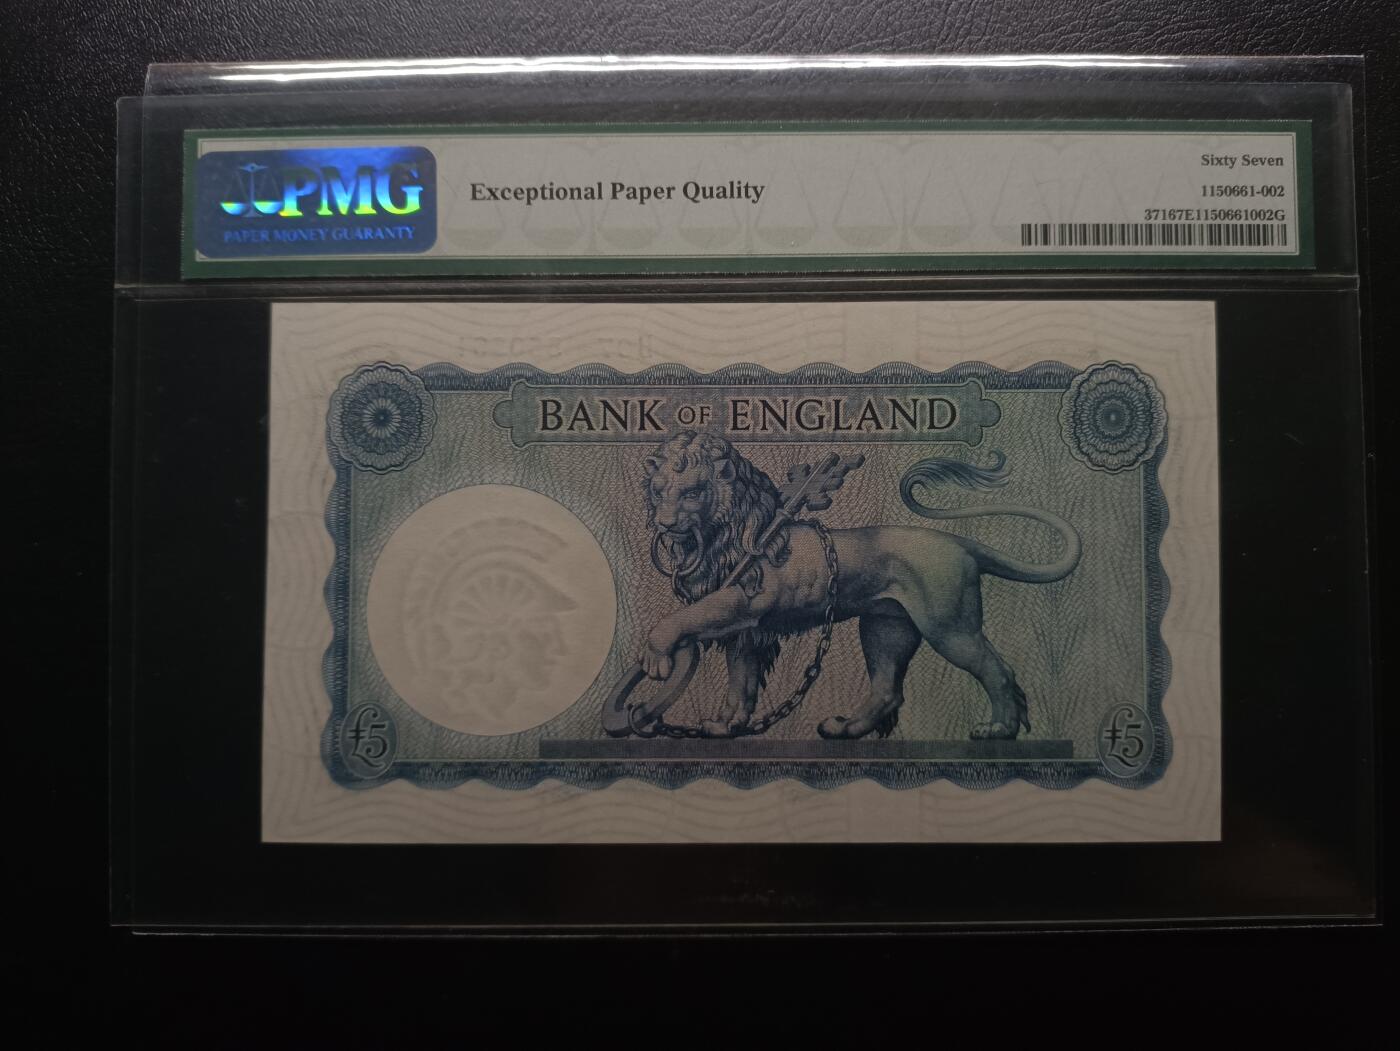 PMG
PAPER MONEY GUARANTY
Exceptional Paper Quality
Sixty Seven
1150661-002
37167E1150661002G
BANK OF ENGLAND
£5
£5